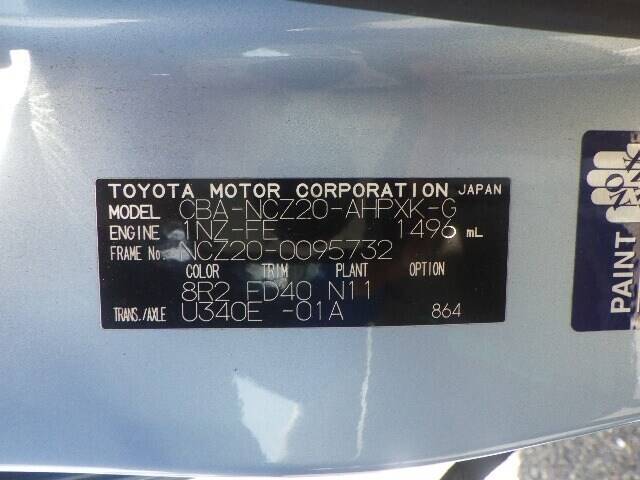 TOYOTA MOTOR CORPORATION JAPAN
MODEL CBA-NCZ20-AHPXK-G
ENGINE 1NZ-FE 1496 mL
FRAME No. NCZ20-0095732
COLOR TRIM PLANT OPTION
8R2 FD40 N11
TRANS./AXLE U340E -01A 864
PAINT